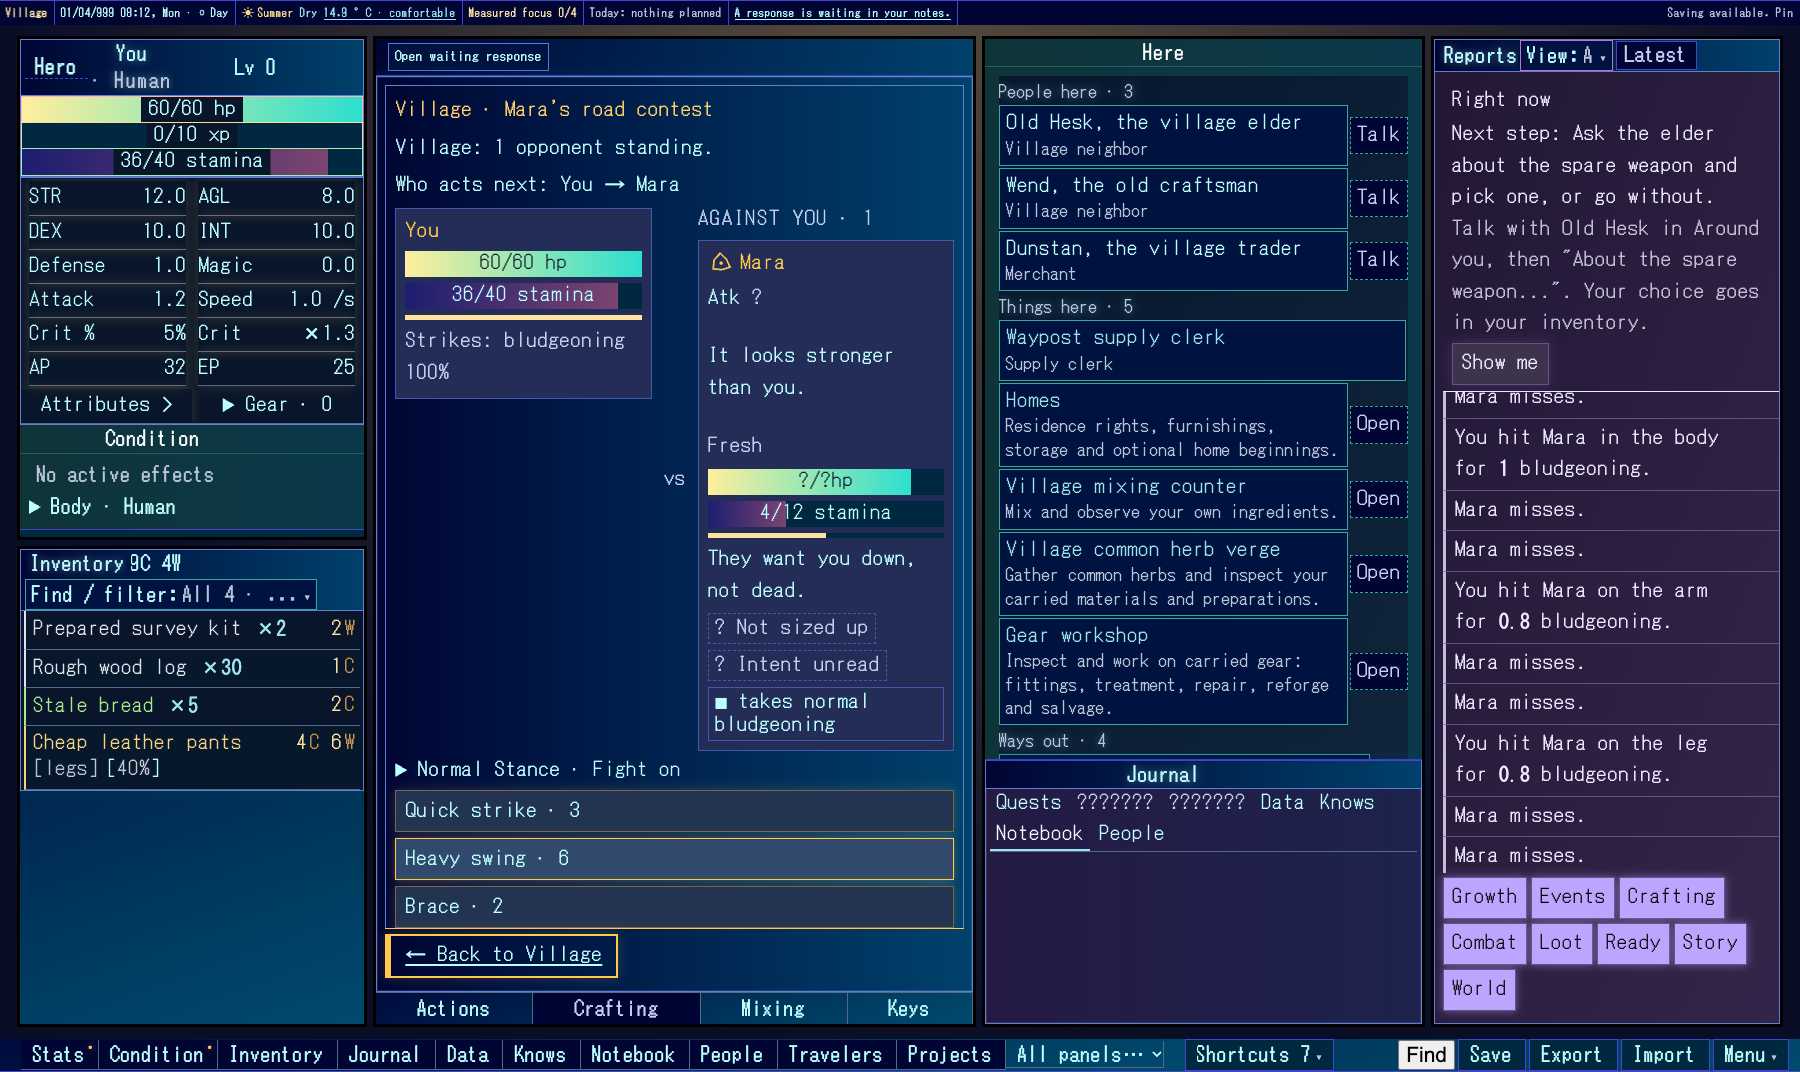 Village 01/04/999 08:12, Mon · ☼ Day ☀ Summer Dry 14.9 ° C · comfortable Measured focus 0/4 Today: nothing planned A response is waiting in your notes. Saving available. Pin
Hero · You Human Lv 0
60/60 hp
0/10 xp
36/40 stamina
STR 12.0 AGL 8.0
DEX 10.0 INT 10.0
Defense 1.0 Magic 0.0
Attack 1.2 Speed 1.0 /s
Crit % 5% Crit ×1.3
AP 32 EP 25
Attributes > ▶ Gear · 0
Condition
No active effects
▶ Body · Human
Inventory 9C 4W
Find / filter: All 4 · ... ▾
Prepared survey kit ×2 2W
Rough wood log ×30 1C
Stale bread ×5 2C
Cheap leather pants 4C 6W
[legs] [40%]
Open waiting response
Village · Mara's road contest
Village: 1 opponent standing.
Who acts next: You → Mara
You
60/60 hp
36/40 stamina
Strikes: bludgeoning
100%
vs
AGAINST YOU · 1
Mara
Atk ?
It looks stronger
than you.
Fresh
?/?hp
4/12 stamina
They want you down,
not dead.
? Not sized up
? Intent unread
■ takes normal
bludgeoning
▶ Normal Stance · Fight on
Quick strike · 3
Heavy swing · 6
Brace · 2
← Back to Village
Actions Crafting Mixing Keys
Here
People here · 3
Old Hesk, the village elder
Village neighbor
Talk
Wend, the old craftsman
Village neighbor
Talk
Dunstan, the village trader
Merchant
Talk
Things here · 5
Waypost supply clerk
Supply clerk
Homes
Residence rights, furnishings,
storage and optional home beginnings.
Open
Village mixing counter
Mix and observe your own ingredients.
Open
Village common herb verge
Gather common herbs and inspect your
carried materials and preparations.
Open
Gear workshop
Inspect and work on carried gear:
fittings, treatment, repair, reforge
and salvage.
Open
Ways out · 4
Journal
Quests ??????? ??????? Data Knows
Notebook People
Reports View: A ▾ Latest
Right now
Next step: Ask the elder
about the spare weapon and
pick one, or go without.
Talk with Old Hesk in Around
you, then "About the spare
weapon...". Your choice goes
in your inventory.
Show me
Mara misses.
You hit Mara in the body
for 1 bludgeoning.
Mara misses.
Mara misses.
You hit Mara on the arm
for 0.8 bludgeoning.
Mara misses.
Mara misses.
You hit Mara on the leg
for 0.8 bludgeoning.
Mara misses.
Mara misses.
Growth Events Crafting
Combat Loot Ready Story
World
Stats Condition Inventory Journal Data Knows Notebook People Travelers Projects All panels… Shortcuts 7 ▾ Find Save Export Import Menu ▾